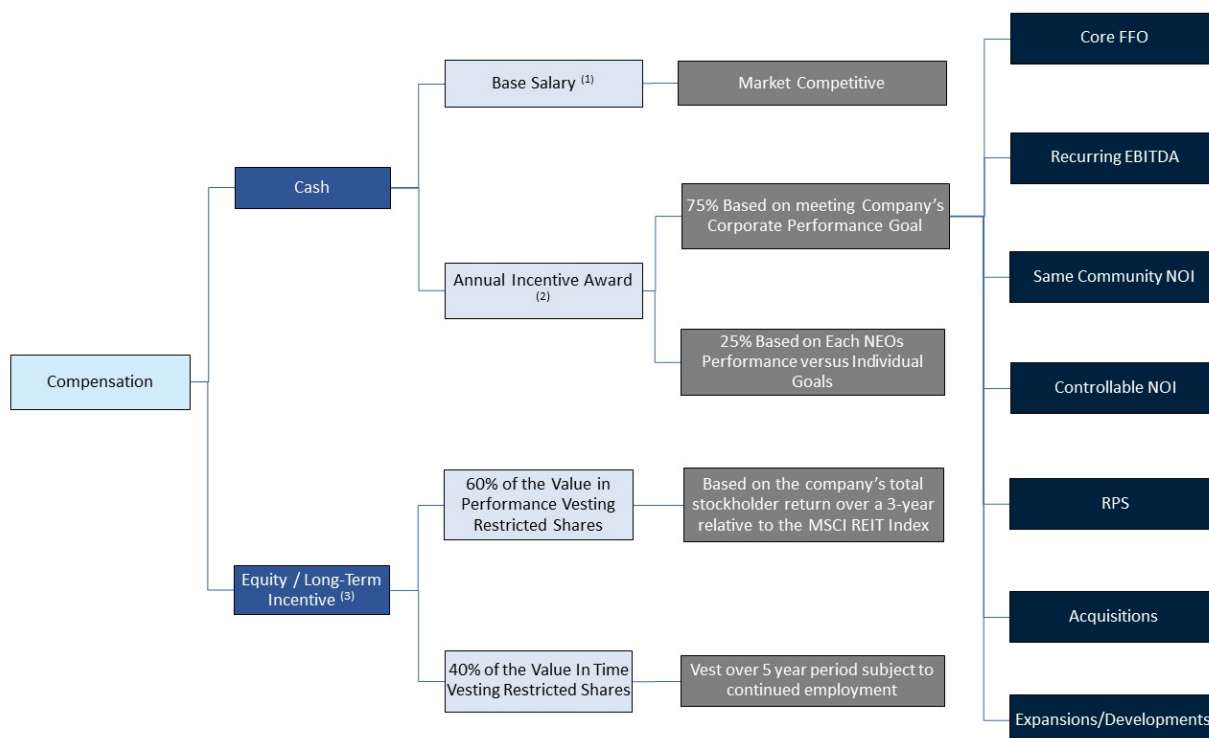 Compensation
Cash
Base Salary (1)
Market Competitive
Annual Incentive Award
(2)
75% Based on meeting Company's
Corporate Performance Goal
25% Based on Each NEOs
Performance versus Individual
Goals
Equity / Long-Term
Incentive (3)
60% of the Value in
Performance Vesting
Restricted Shares
Based on the company's total
stockholder return over a 3-year
relative to the MSCI REIT Index
40% of the Value In Time
Vesting Restricted Shares
Vest over 5 year period subject to
continued employment
Core FFO
Recurring EBITDA
Same Community NOI
Controllable NOI
RPS
Acquisitions
Expansions/Developments